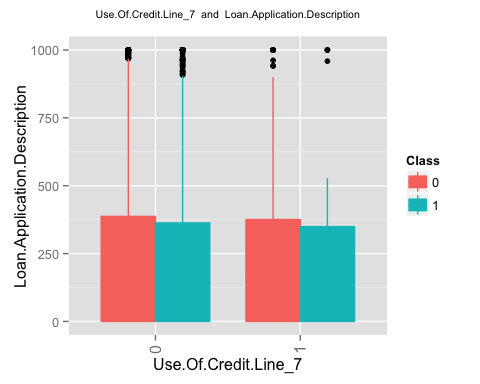 Use.Of.Credit.Line_7 and Loan.Application.Description
1000
750
500
250
0
Loan.Application.Description
0
1
Use.Of.Credit.Line_7
Class
0
1